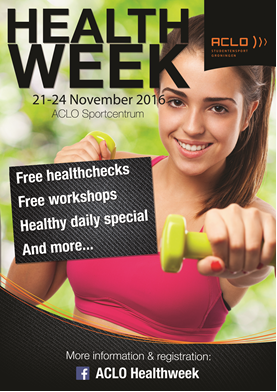 HEALTH
WEEK
ACLO
STUDENTENSPORT
GRONINGEN
21-24 November 2016
ACLO Sportcentrum
Free healthchecks
Free workshops
Healthy daily special
And more...
More information & registration:
f ACLO Healthweek